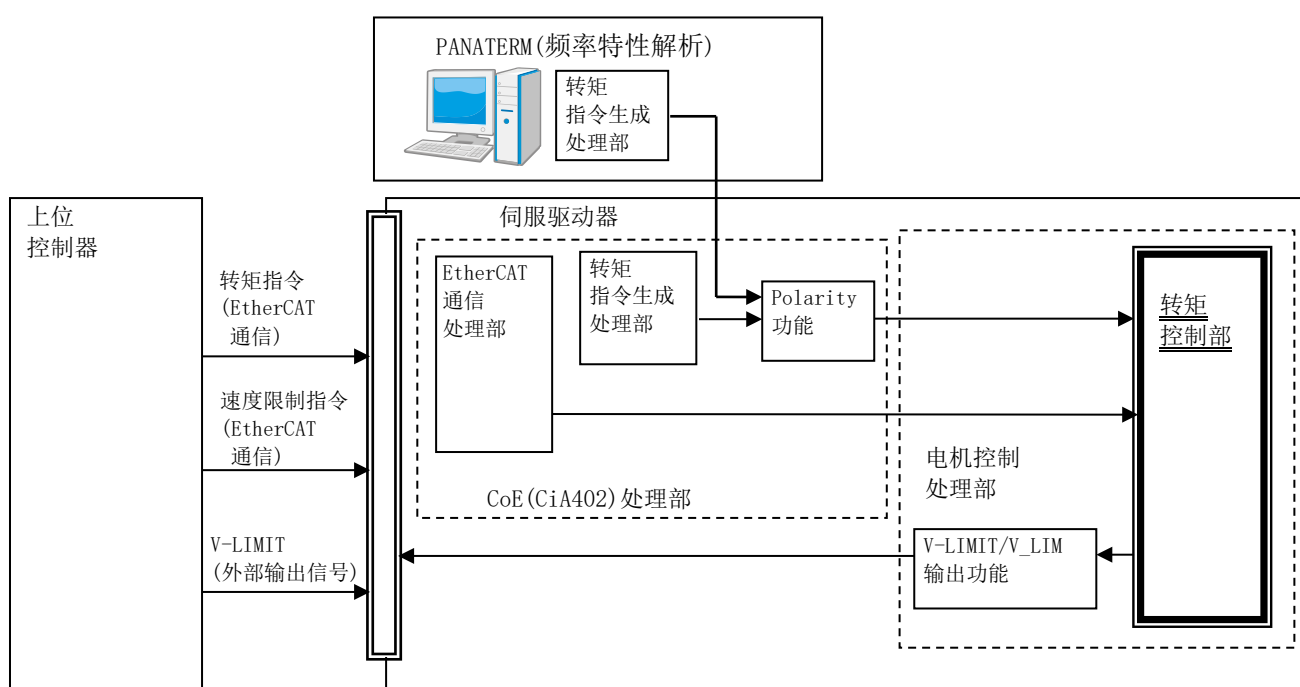 PANATERM(频率特性解析)
转矩
指令生成
处理部
上位
控制器
转矩指令
(EtherCAT
通信)
速度限制指令
(EtherCAT
通信)
V-LIMIT
(外部输出信号)
伺服驱动器
EtherCAT
通信
处理部
转矩
指令生成
处理部
Polarity
功能
CoE(CiA402)处理部
转矩
控制部
电机控制
处理部
V-LIMIT/V_LIM
输出功能